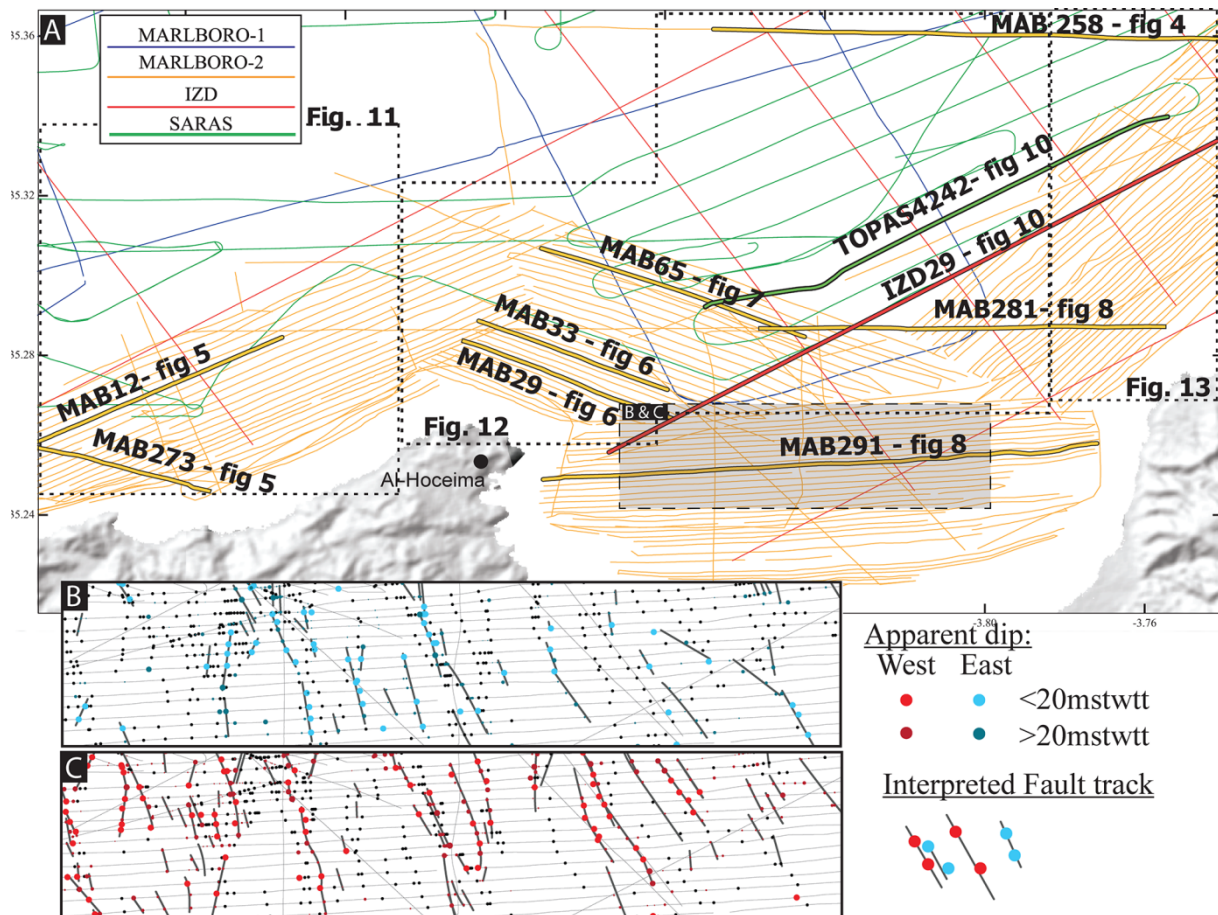 A
MARLBORO-1
MARLBORO-2
IZD
SARAS
Fig. 11
MAB 258 - fig 4
35.36
35.32
35.28
35.24
TOPAS4242- fig 10
IZD29 - fig 10
MAB65 - fig 7
MAB281- fig 8
MAB33 - fig 6
MAB29 - fig 6
MAB12- fig 5
MAB273 - fig 5
Fig. 12
Fig. 13
B & C
MAB291 - fig 8
Al-Hoceima
-3.80
-3.76
B
C
Apparent dip:
West East
<20mstwtt
>20mstwtt
Interpreted Fault track